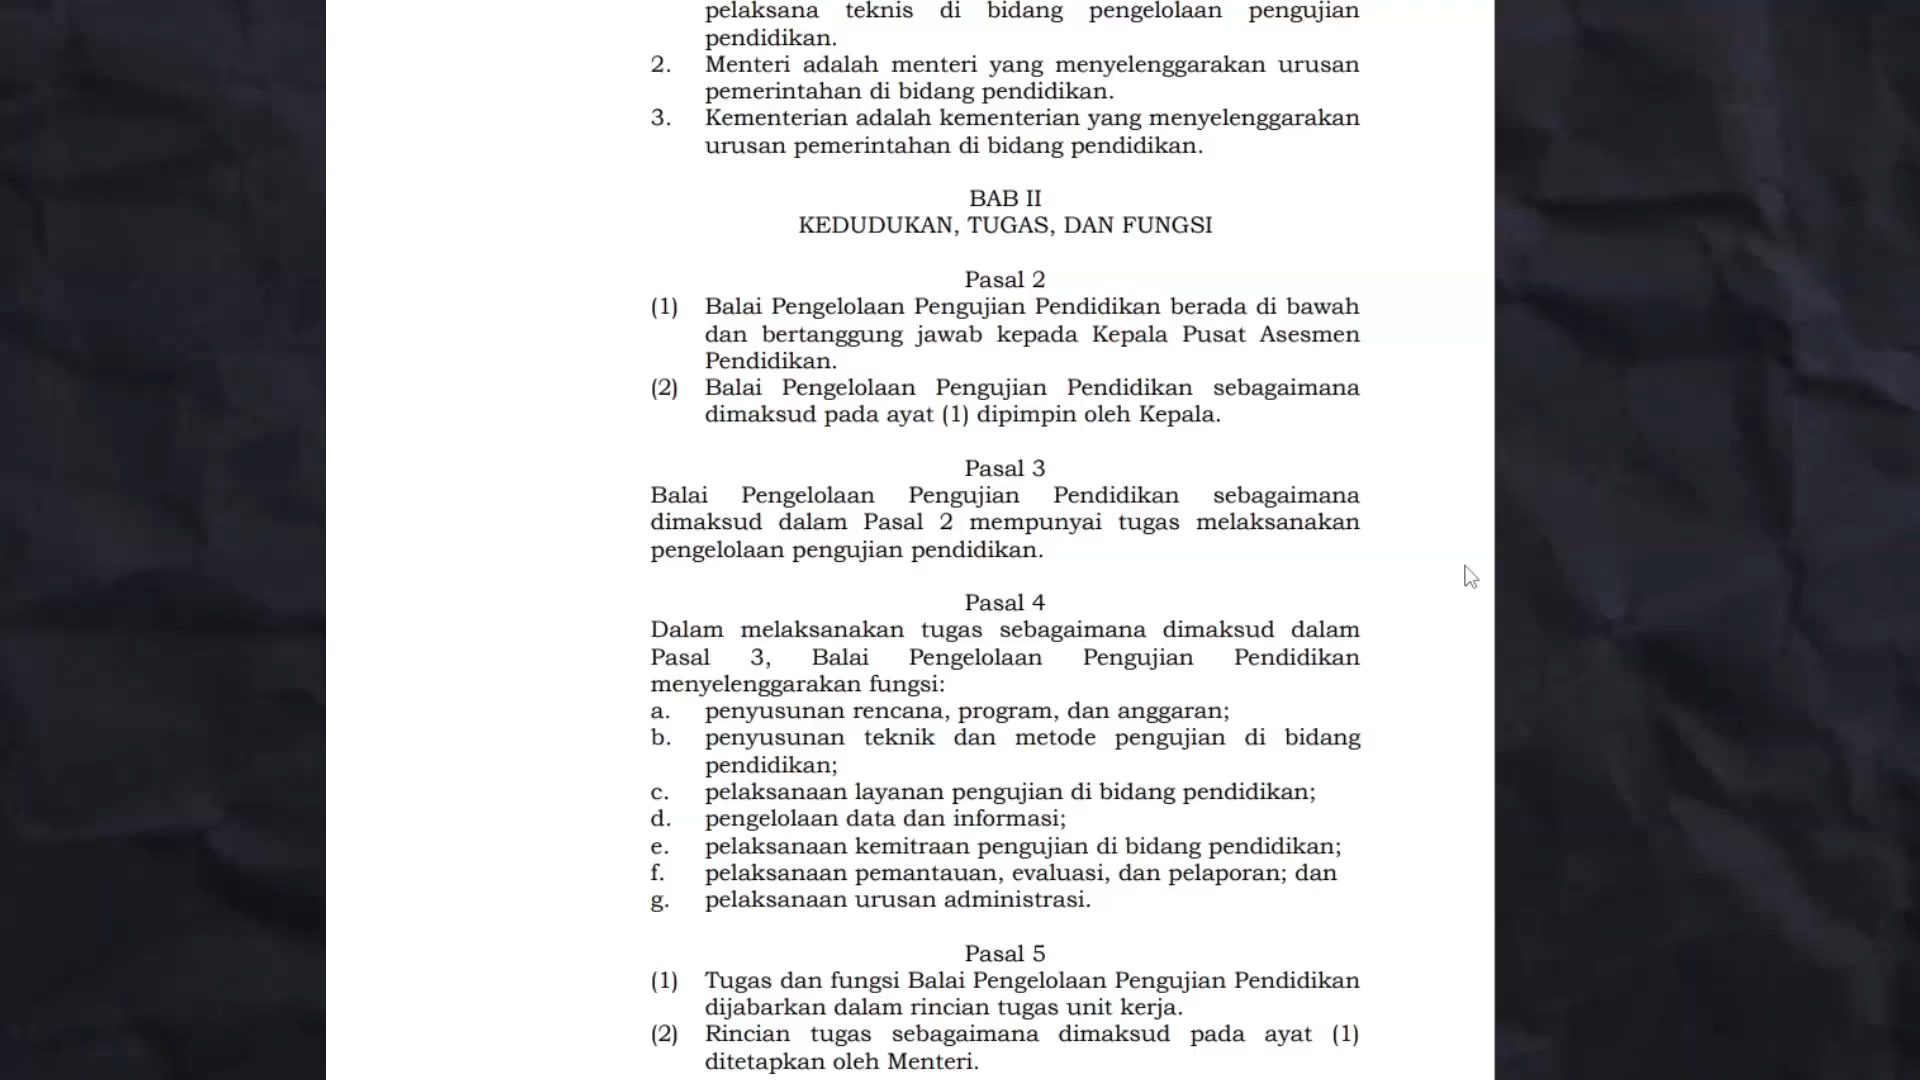 pelaksana teknis di bidang pengelolaan pengujian
pendidikan.
2. Menteri adalah menteri yang menyelenggarakan urusan
pemerintahan di bidang pendidikan.
3. Kementerian adalah kementerian yang menyelenggarakan
urusan pemerintahan di bidang pendidikan.
BAB II
KEDUDUKAN, TUGAS, DAN FUNGSI
Pasal 2
(1) Balai Pengelolaan Pengujian Pendidikan berada di bawah
dan bertanggung jawab kepada Kepala Pusat Asesmen
Pendidikan.
(2) Balai Pengelolaan Pengujian Pendidikan sebagaimana
dimaksud pada ayat (1) dipimpin oleh Kepala.
Pasal 3
Balai Pengelolaan Pengujian Pendidikan sebagaimana
dimaksud dalam Pasal 2 mempunyai tugas melaksanakan
pengelolaan pengujian pendidikan.
Pasal 4
Dalam melaksanakan tugas sebagaimana dimaksud dalam
Pasal 3, Balai Pengelolaan Pengujian Pendidikan
menyelenggarakan fungsi:
a. penyusunan rencana, program, dan anggaran;
b. penyusunan teknik dan metode pengujian di bidang
pendidikan;
c. pelaksanaan layanan pengujian di bidang pendidikan;
d. pengelolaan data dan informasi;
e. pelaksanaan kemitraan pengujian di bidang pendidikan;
f. pelaksanaan pemantauan, evaluasi, dan pelaporan; dan
g. pelaksanaan urusan administrasi.
Pasal 5
(1) Tugas dan fungsi Balai Pengelolaan Pengujian Pendidikan
dijabarkan dalam rincian tugas unit kerja.
(2) Rincian tugas sebagaimana dimaksud pada ayat (1)
ditetapkan oleh Menteri.